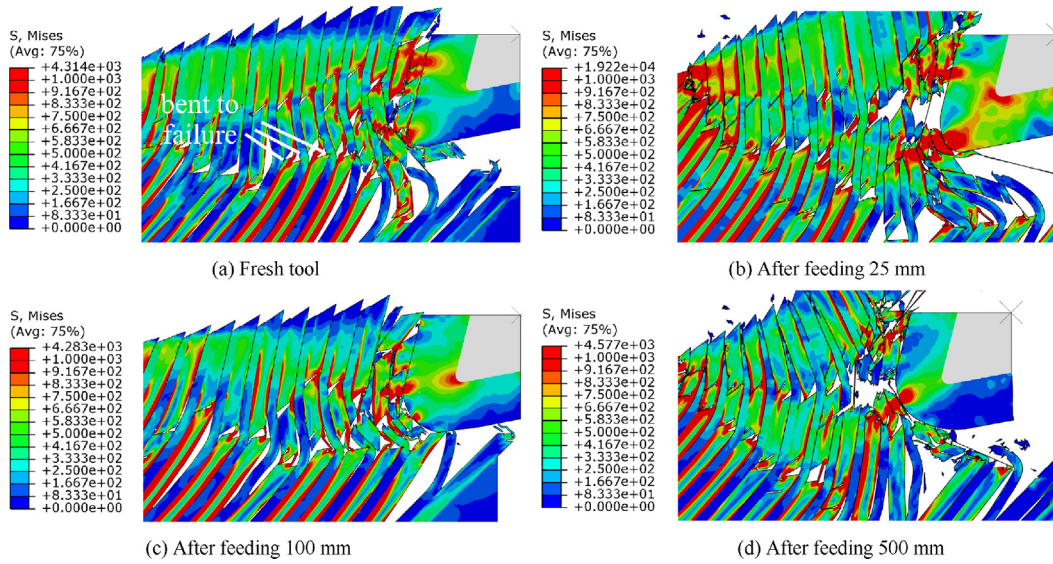 S, Mises
(Avg: 75%)
+4.314e+03
+1.000e+03
+9.167e+02
+8.333e+02
+7.500e+02
+6.667e+02
+5.833e+02
+5.000e+02
+4.167e+02
+3.333e+02
+2.500e+02
+1.667e+02
+8.333e+01
+0.000e+00
bent to
failure
(a) Fresh tool
S, Mises
(Avg: 75%)
+1.922e+04
+1.000e+03
+9.167e+02
+8.333e+02
+7.500e+02
+6.667e+02
+5.833e+02
+5.000e+02
+4.167e+02
+3.333e+02
+2.500e+02
+1.667e+02
+8.333e+01
+0.000e+00
(b) After feeding 25 mm
S, Mises
(Avg: 75%)
+4.283e+03
+1.000e+03
+9.167e+02
+8.333e+02
+7.500e+02
+6.667e+02
+5.833e+02
+5.000e+02
+4.167e+02
+3.333e+02
+2.500e+02
+1.667e+02
+8.333e+01
+0.000e+00
(c) After feeding 100 mm
S, Mises
(Avg: 75%)
+4.577e+03
+1.000e+03
+9.167e+02
+8.333e+02
+7.500e+02
+6.667e+02
+5.833e+02
+5.000e+02
+4.167e+02
+3.333e+02
+2.500e+02
+1.667e+02
+8.333e+01
+0.000e+00
(d) After feeding 500 mm